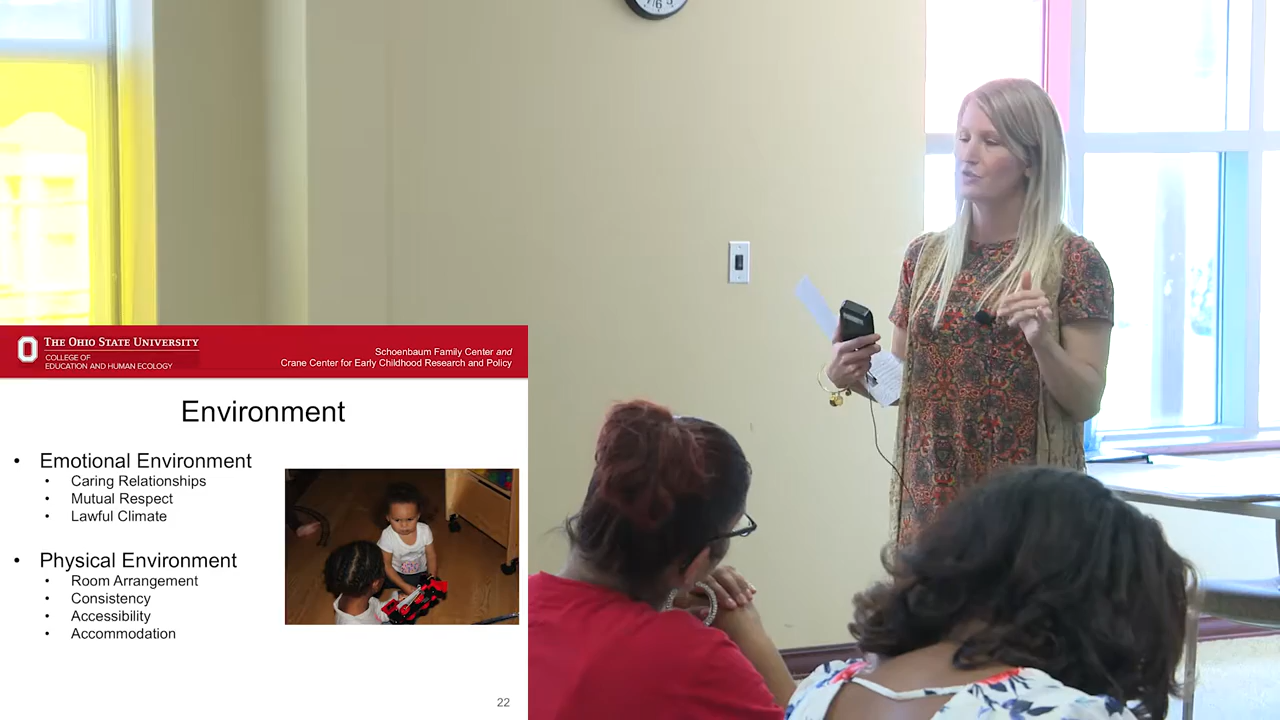 THE OHIO STATE UNIVERSITY
COLLEGE OF
EDUCATION AND HUMAN ECOLOGY
Schoenbaum Family Center and
Crane Center for Early Childhood Research and Policy
Environment
• Emotional Environment
• Caring Relationships
• Mutual Respect
• Lawful Climate
• Physical Environment
• Room Arrangement
• Consistency
• Accessibility
• Accommodation
22